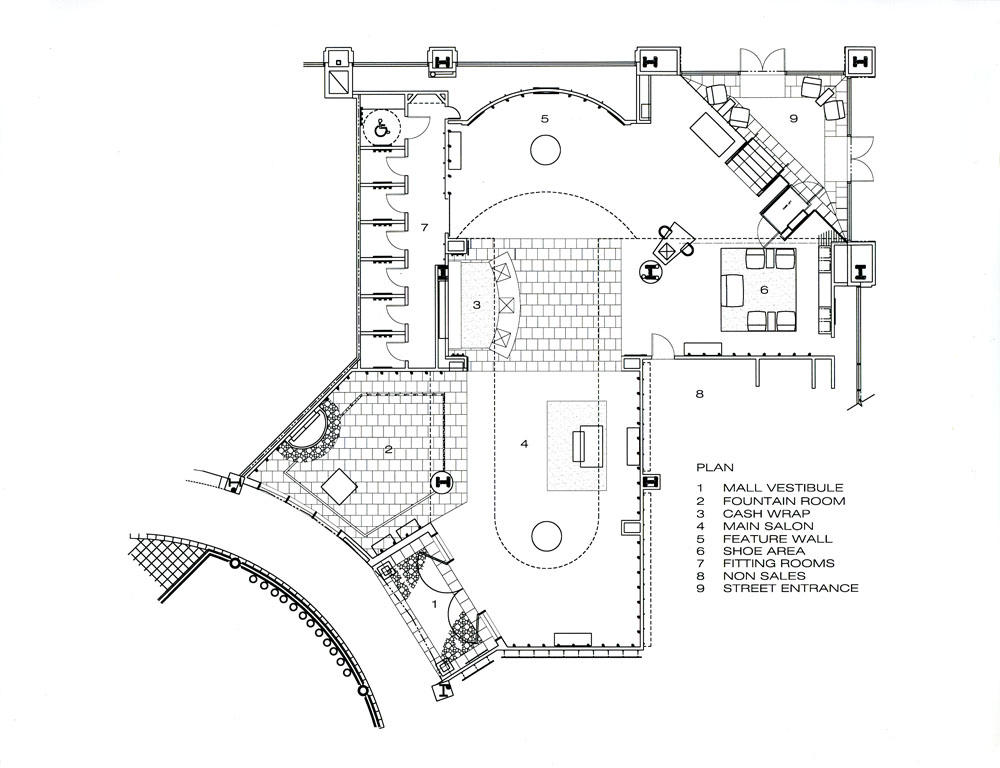 5
9
7
6
3
8
4
2
1
PLAN
1 MALL VESTIBULE
2 FOUNTAIN ROOM
3 CASH WRAP
4 MAIN SALON
5 FEATURE WALL
6 SHOE AREA
7 FITTING ROOMS
8 NON SALES
9 STREET ENTRANCE